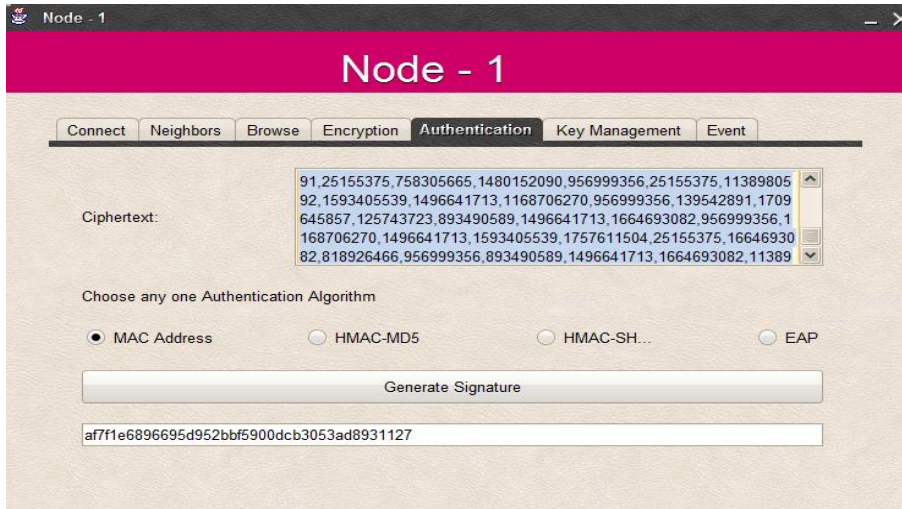 Node - 1
Node - 1
Connect Neighbors Browse Encryption Authentication Key Management Event
Ciphertext:
91,25155375,758305665,1480152090,956999356,25155375,11389805
92,1593405539,1496641713,1168706270,956999356,139542891,1709
645857,125743723,893490589,1496641713,1664693082,956999356,1
168706270,1496641713,1593405539,1757611504,25155375,16646930
82,818926466,956999356,893490589,1496641713,1664693082,11389
Choose any one Authentication Algorithm
MAC Address HMAC-MD5 HMAC-SH... EAP
Generate Signature
af7f1e6896695d952bbf5900dcb3053ad8931127